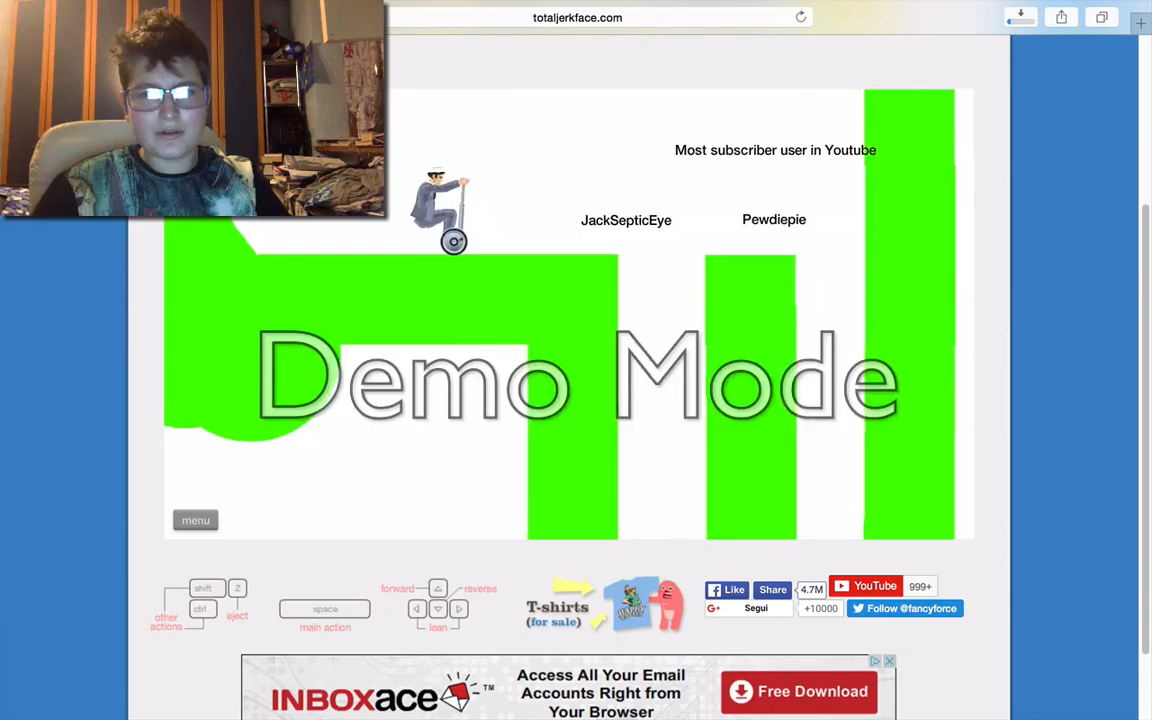 totaljerkface.com
Most subscriber user in Youtube
JackSepticEye
Pewdiepie
Demo Mode
menu
shift
Z
ctrl
eject
other
actions
space
main action
forward
reverse
lean
T-shirts
(for sale)
Like
Share
4.7M
YouTube
999+
Segui
+10000
Follow @fancyforce
INBOXACE™
Access All Your Email
Accounts Right from
Your Browser
Free Download